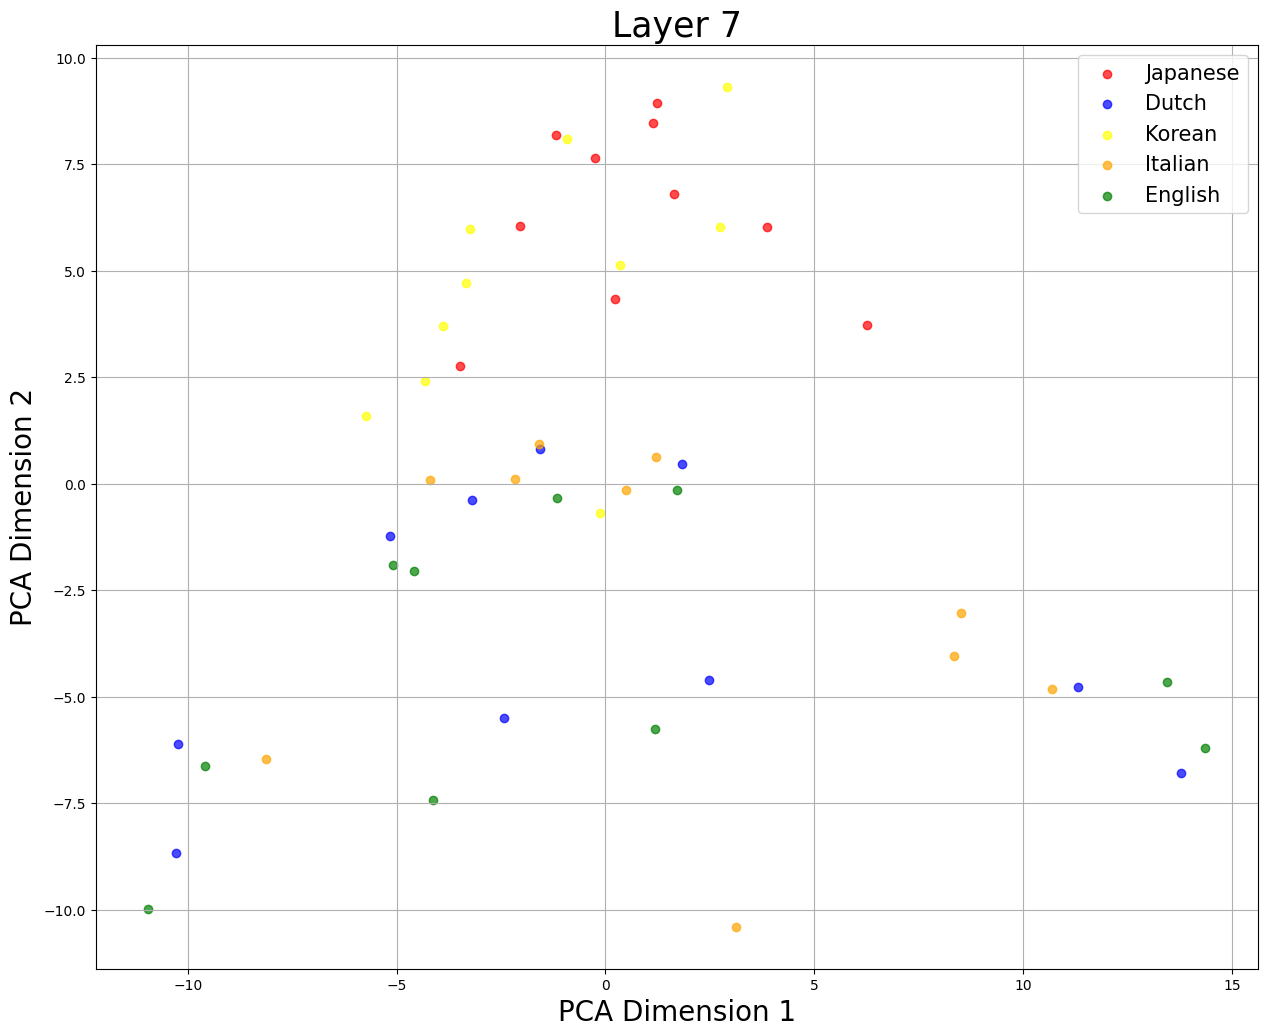 Layer 7
Japanese
Dutch
Korean
Italian
English
10.0
7.5
5.0
2.5
0.0
−2.5
−5.0
−7.5
−10.0
PCA Dimension 2
−10
−5
0
5
10
15
PCA Dimension 1